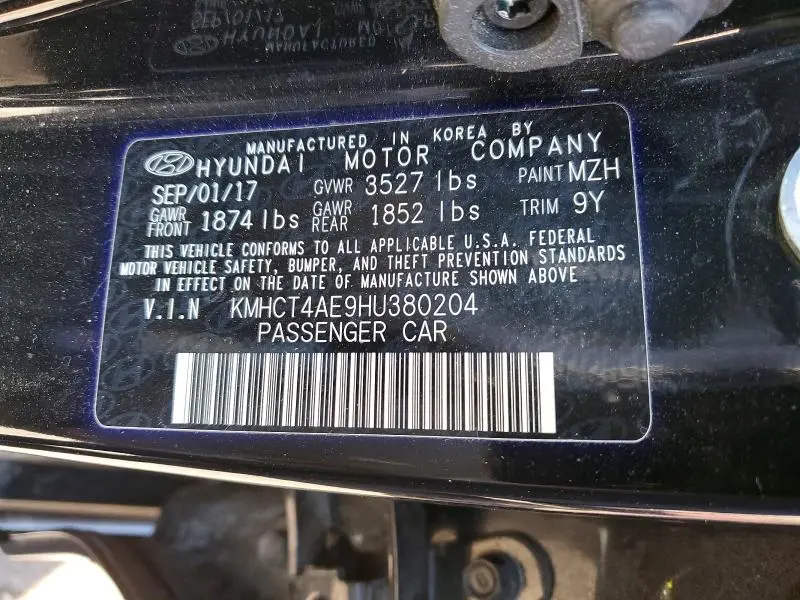 MANUFACTURED IN KOREA BY
HYUNDAI MOTOR COMPANY
SEP/01/17 GVWR 3527 lbs PAINT MZH
GAWR FRONT 1874 lbs GAWR REAR 1852 lbs TRIM 9Y
THIS VEHICLE CONFORMS TO ALL APPLICABLE U.S.A. FEDERAL
MOTOR VEHICLE SAFETY, BUMPER, AND THEFT PREVENTION STANDARDS
IN EFFECT ON THE DATE OF MANUFACTURE SHOWN ABOVE
V.I.N KMHCT4AE9HU380204
PASSENGER CAR